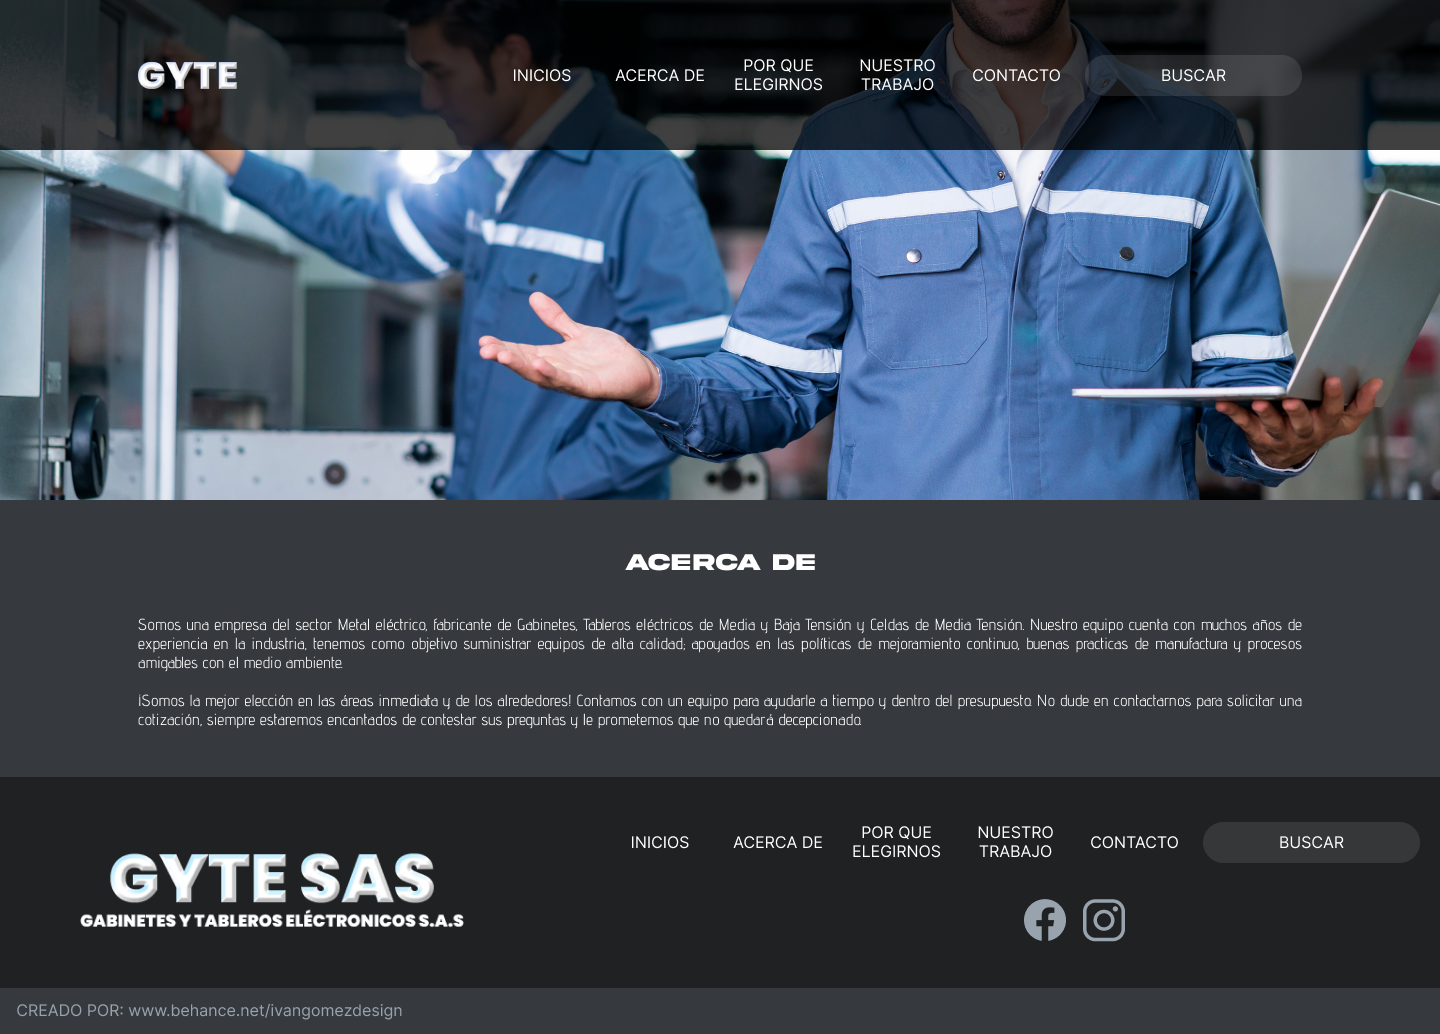 GYTE
INICIOS
ACERCA DE
POR QUE
ELEGIRNOS
NUESTRO
TRABAJO
CONTACTO
BUSCAR
ACERCA DE
Somos una empresa del sector Metal eléctrico, fabricante de Gabinetes, Tableros eléctricos de Media y Baja Tensión y Celdas de Media Tensión. Nuestro equipo cuenta con muchos años de
experiencia en la industria, tenemos como objetivo suministrar equipos de alta calidad; apoyados en las políticas de mejoramiento continuo, buenas practicas de manufactura y procesos
amigables con el medio ambiente.
¡Somos la mejor elección en las áreas inmediata y de los alrededores! Contamos con un equipo para ayudarle a tiempo y dentro del presupuesto. No dude en contactarnos para solicitar una
cotización, siempre estaremos encantados de contestar sus preguntas y le prometemos que no quedará decepcionado.
GYTE SAS
GABINETES Y TABLEROS ELÉCTRONICOS S.A.S
INICIOS
ACERCA DE
POR QUE
ELEGIRNOS
NUESTRO
TRABAJO
CONTACTO
BUSCAR
CREADO POR: www.behance.net/ivangomezdesign